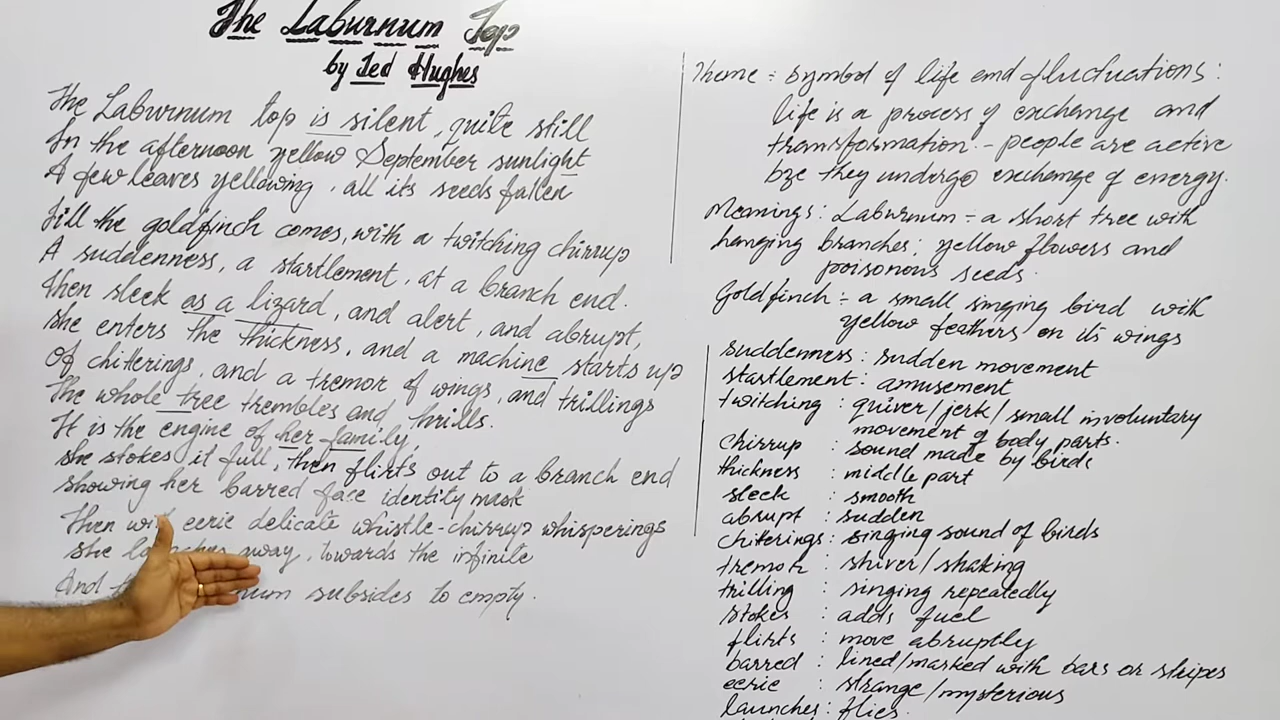 The Laburnum Top
by Ted Hughes
The Laburnum top is silent, quite still
In the afternoon yellow September sunlight
A few leaves yellowing, all its seeds fallen
Till the goldfinch comes, with a twitching chirrup
A suddenness, a startlement, at a branch end.
Then sleek as a lizard, and alert, and abrupt,
she enters the thickness, and a machine starts up
Of chitterings, and a tremor of wings, and trillings
The whole tree trembles and thrills.
It is the engine of her family.
She stokes it full, then flirts out to a branch end
showing her barred face identity mask
Then with eerie delicate whistle-chirrup whisperings
She launches away, towards the infinite
And subsides to empty.
Theme : Symbol of life and fluctuations :
life is a process of exchange and
transformation - people are active
bze they undergo exchange of energy.
Meanings : Laburnum - a short tree with
hanging branches; yellow flowers and
poisonous seeds.
Goldfinch - a small singing bird with
yellow feathers on its wings
suddenness : sudden movement
startlement : amusement
twitching : quiver/jerk/small involuntary
movement of body parts.
chirrup : sound made by birds
thickness : middle part
sleek : smooth
abrupt : sudden
chiterings : singing sound of birds
tremor : shiver/shaking
trilling : singing repeatedly
stokes : adds fuel
flirts : move abruptly
barred : lined/marked with bars or stripes
eerie : strange/mysterious
launches : flies.